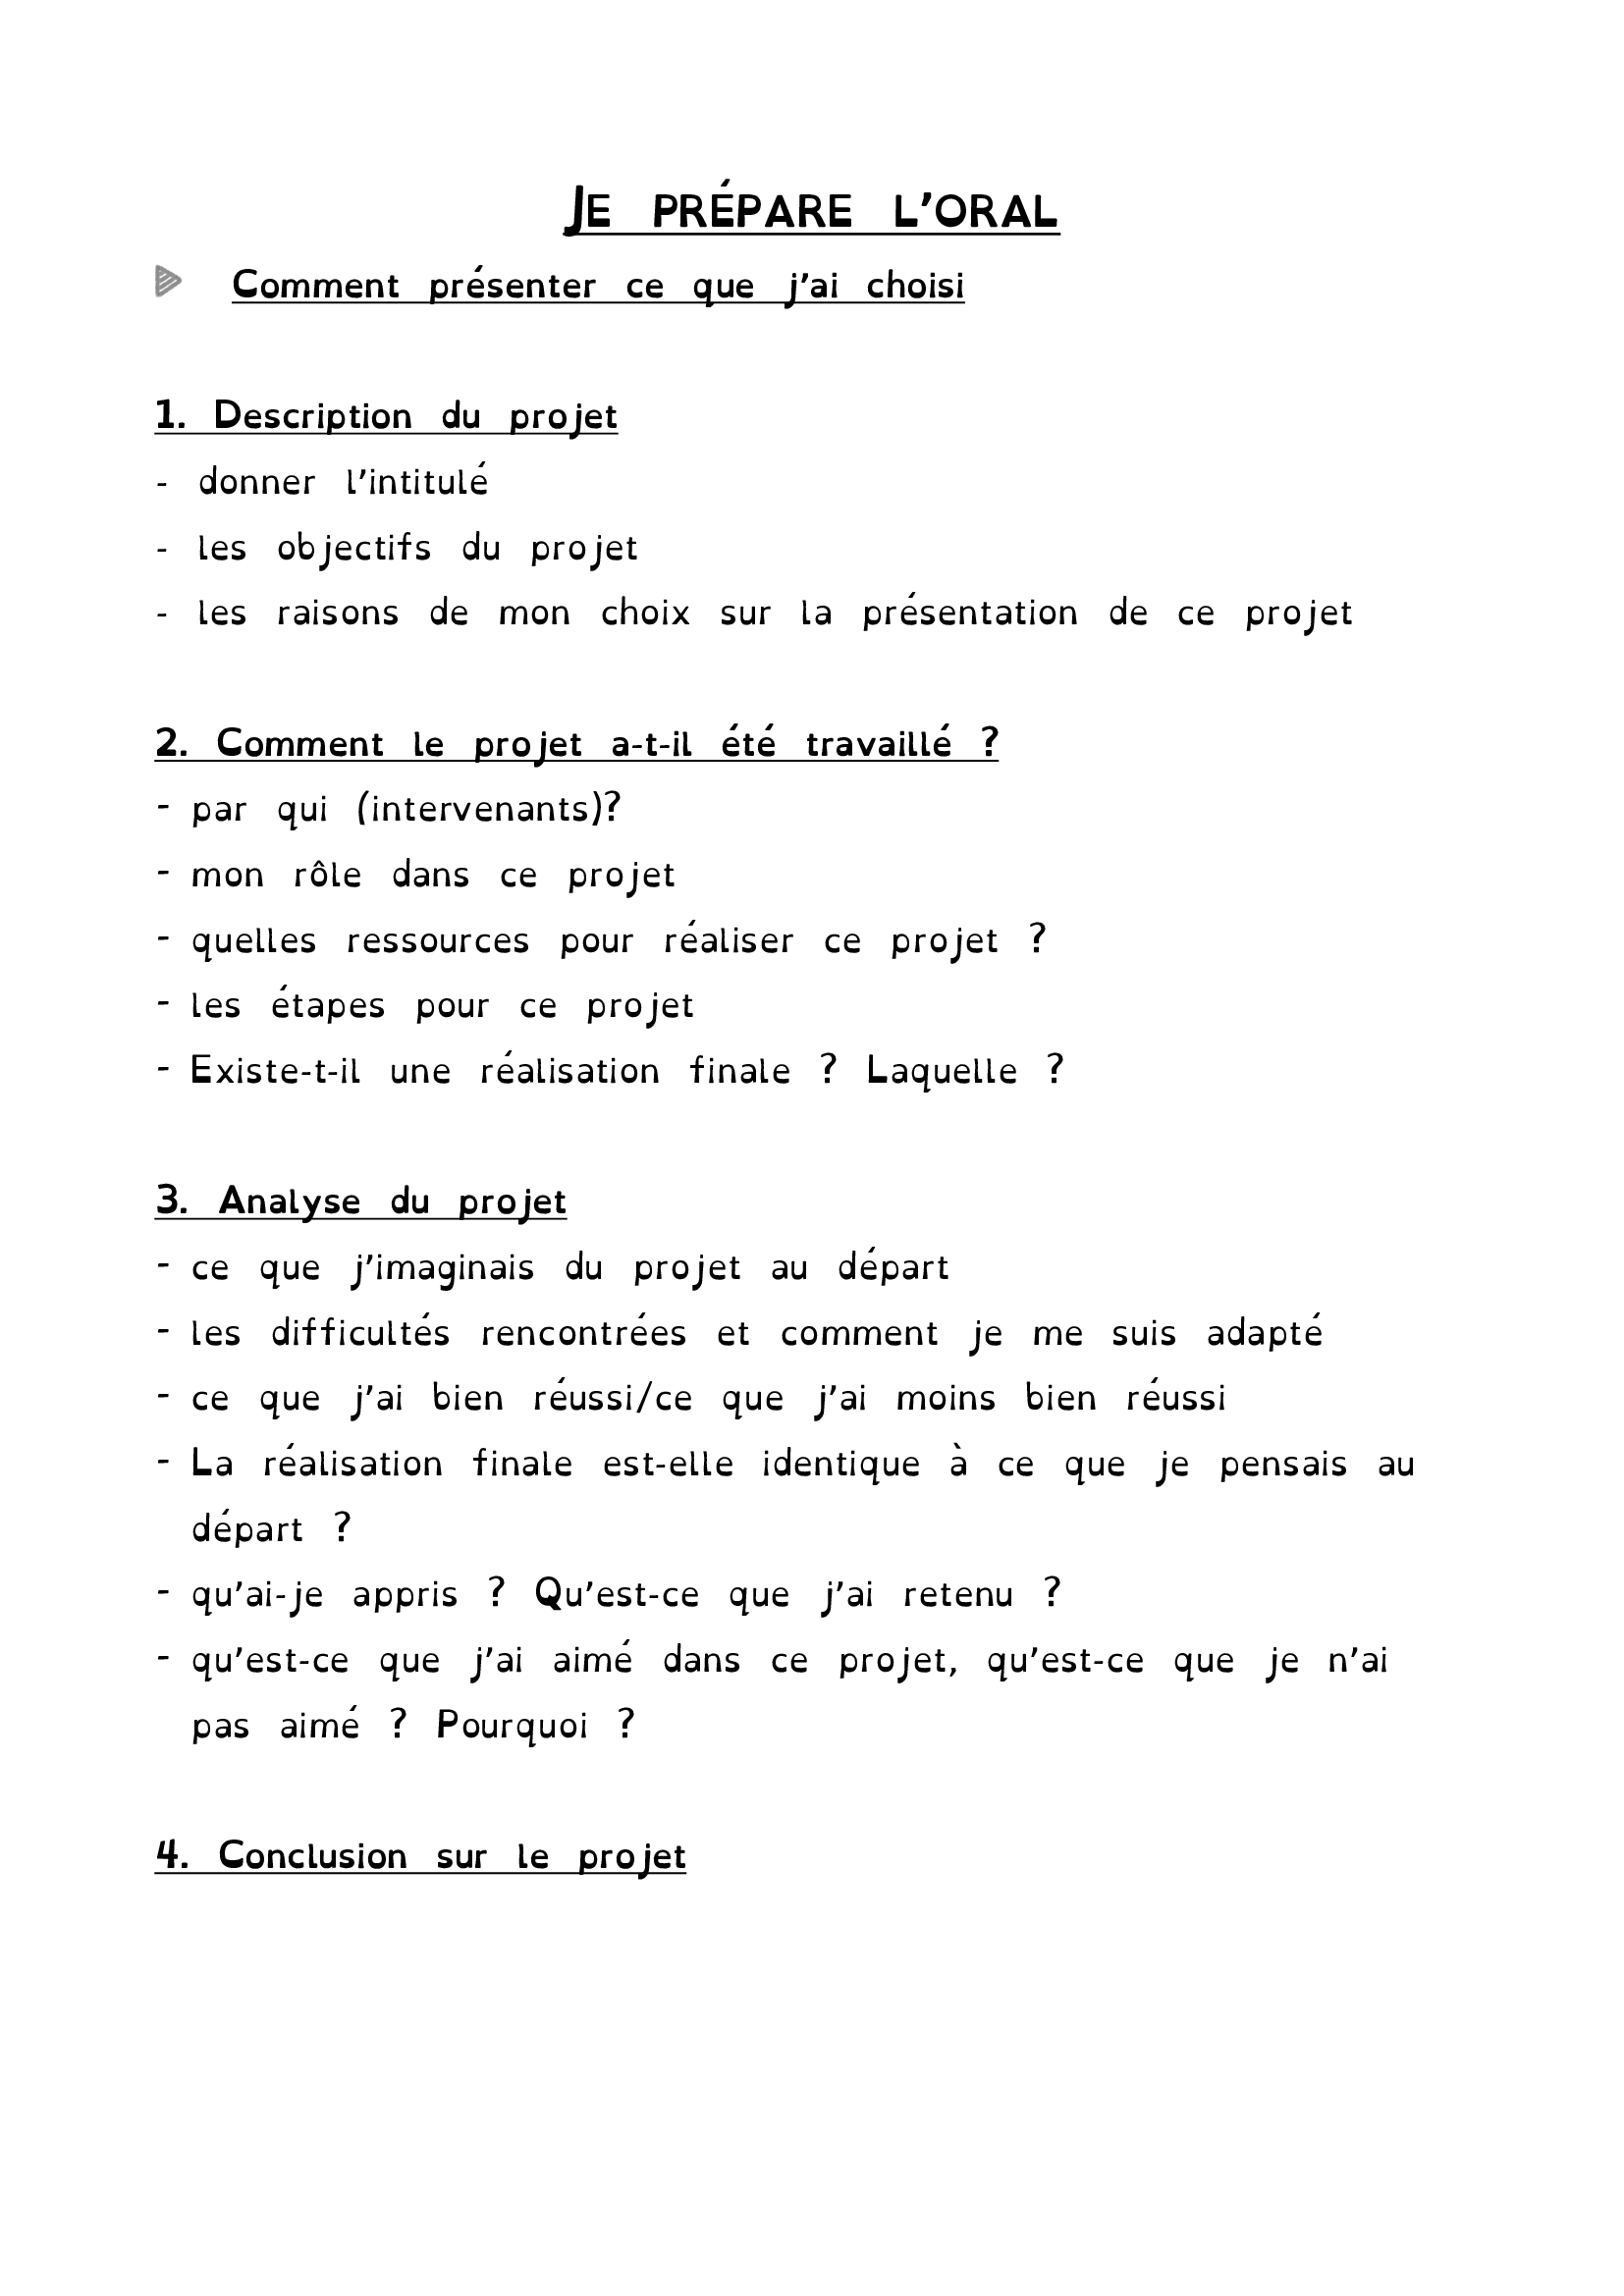 JE PRÉPARE L'ORAL
Comment présenter ce que j'ai choisi
1. Description du projet
- donner l'intitulé
- les objectifs du projet
- les raisons de mon choix sur la présentation de ce projet
2. Comment le projet a-t-il été travaillé ?
- par qui (intervenants)?
- mon rôle dans ce projet
- quelles ressources pour réaliser ce projet ?
- les étapes pour ce projet
- Existe-t-il une réalisation finale ? Laquelle ?
3. Analyse du projet
- ce que j'imaginais du projet au départ
- les difficultés rencontrées et comment je me suis adapté
- ce que j'ai bien réussi/ce que j'ai moins bien réussi
- La réalisation finale est-elle identique à ce que je pensais au
départ ?
- qu'ai-je appris ? Qu'est-ce que j'ai retenu ?
- qu'est-ce que j'ai aimé dans ce projet, qu'est-ce que je n'ai
pas aimé ? Pourquoi ?
4. Conclusion sur le projet